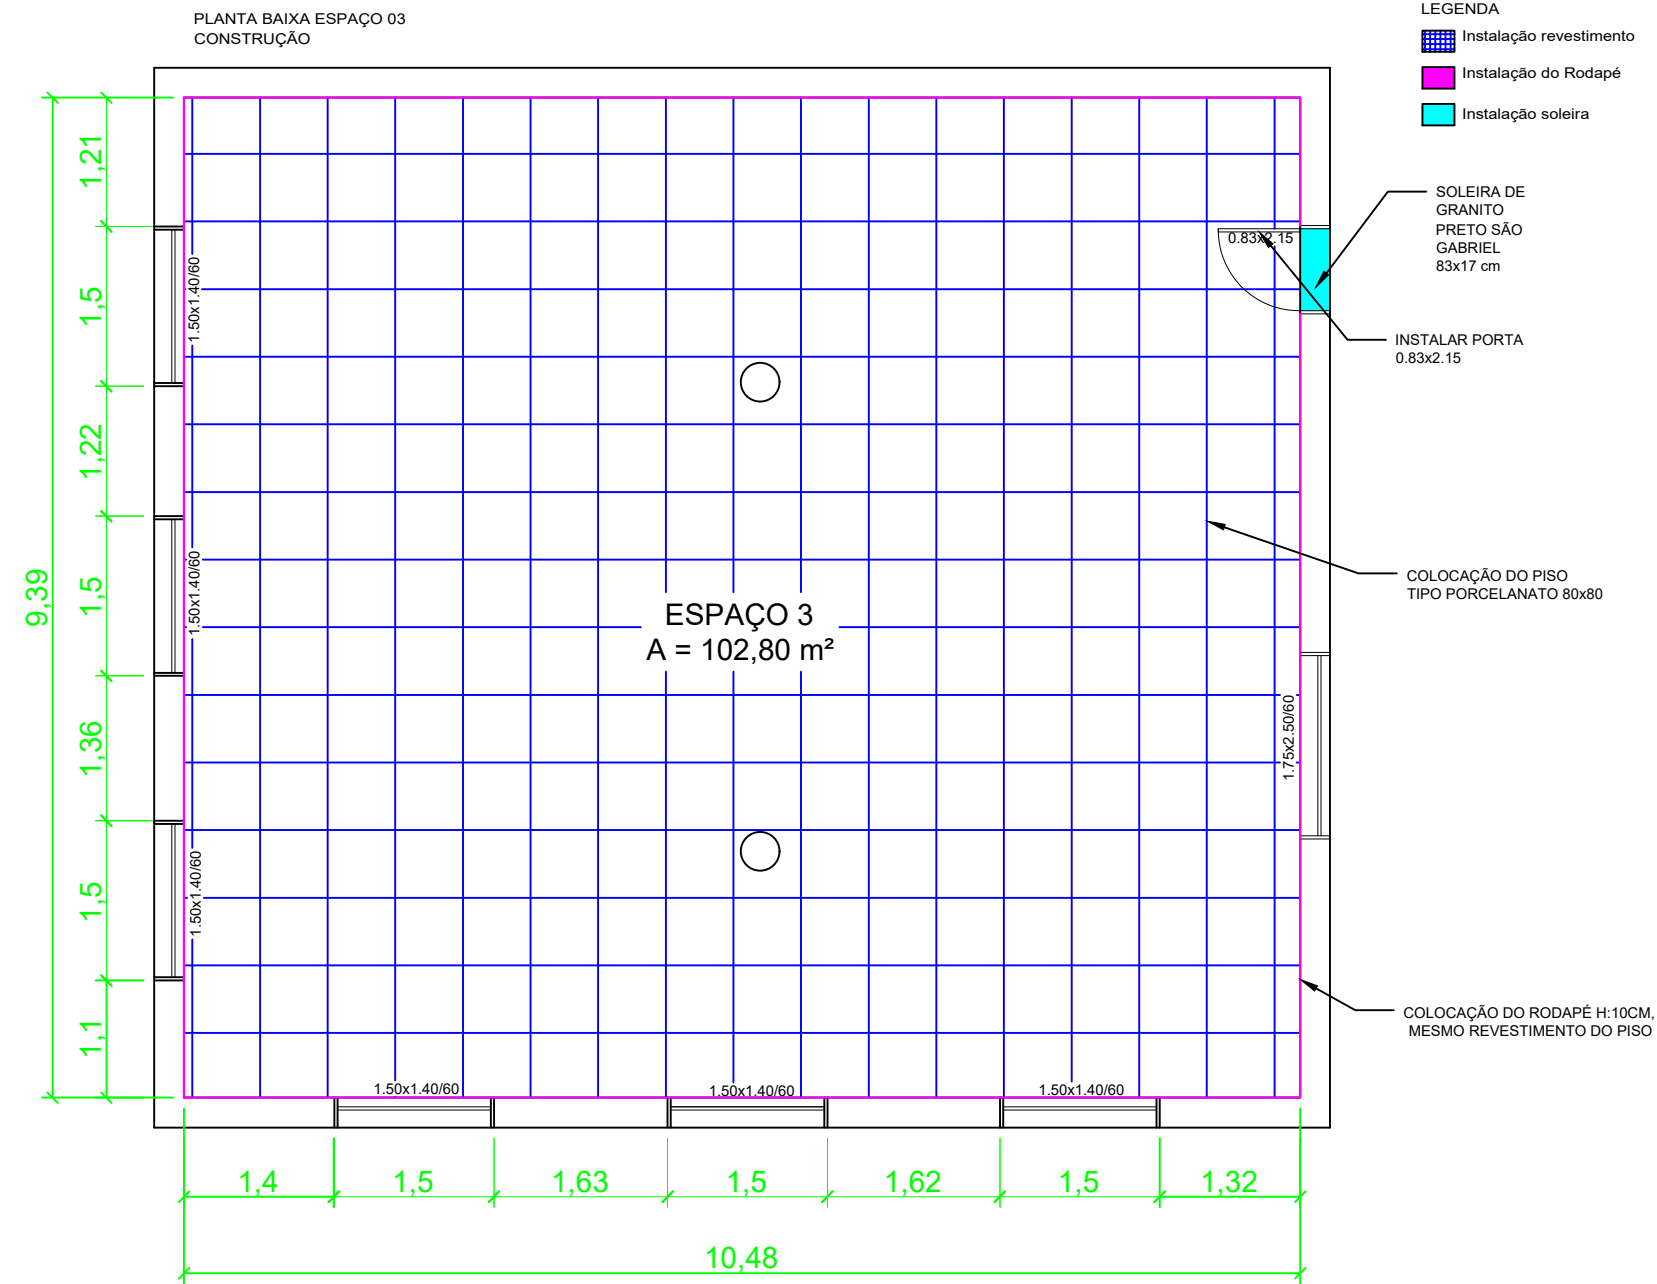 PLANTA BAIXA ESPAÇO 03
CONSTRUÇÃO
LEGENDA
Instalação revestimento
Instalação do Rodapé
Instalação soleira
SOLEIRA DE
GRANITO
PRETO SÃO
GABRIEL
83x17 cm
INSTALAR PORTA
0.83x2.15
0.83x2.15
COLOCAÇÃO DO PISO
TIPO PORCELANATO 80x80
COLOCAÇÃO DO RODAPÉ H:10CM,
MESMO REVESTIMENTO DO PISO
ESPAÇO 3
A = 102,80 m²
9,39
1,21
1,5
1,22
1,5
1,36
1,5
1,1
1.50x1.40/60
1.50x1.40/60
1.50x1.40/60
1.75x2.50/60
1.50x1.40/60
1.50x1.40/60
1.50x1.40/60
1,4
1,5
1,63
1,5
1,62
1,5
1,32
10,48